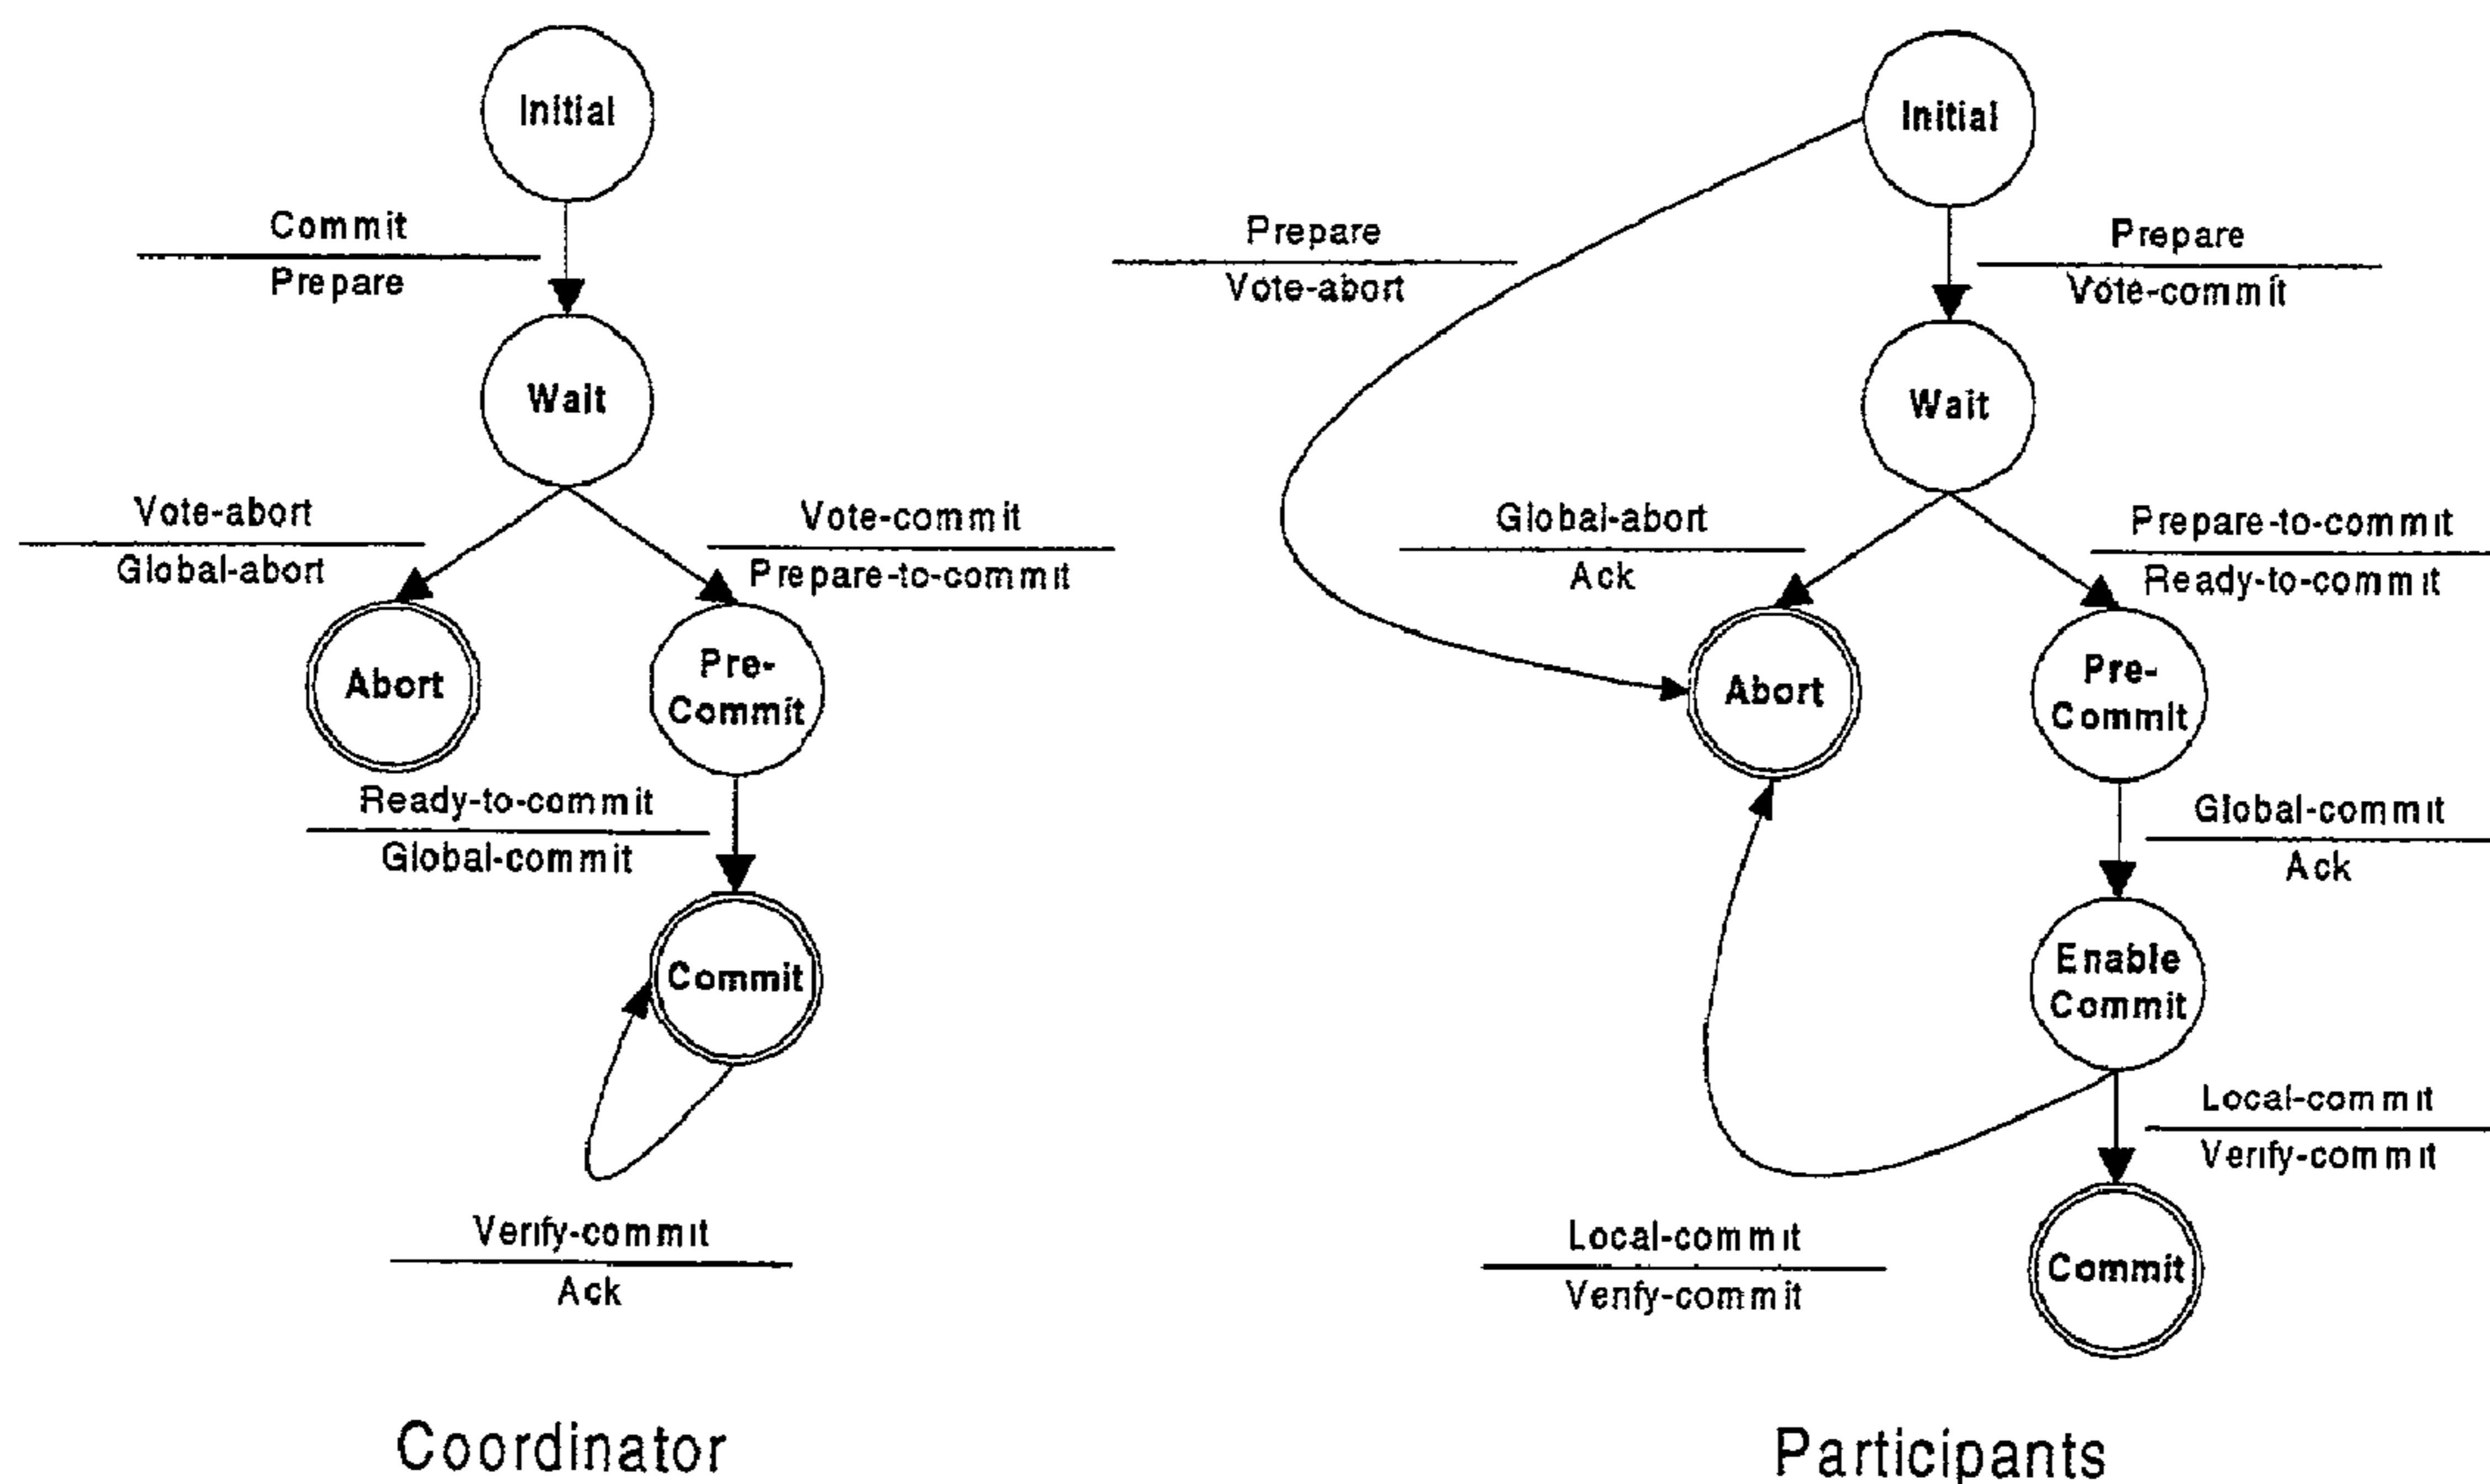 Initial
Commit
Prepare
Wait
Vote-abort
Global-abort
Vote-commit
Prepare-to-commit
Abort
Pre-
Commit
Ready-to-commit
Global-commit
Commit
Verify-commit
Ack
Coordinator
Initial
Prepare
Vote-abort
Prepare
Vote-commit
Wait
Global-abort
Ack
Prepare-to-commit
Ready-to-commit
Abort
Pre-
Commit
Global-commit
Ack
Enable
Commit
Local-commit
Verify-commit
Local-commit
Verify-commit
Commit
Participants